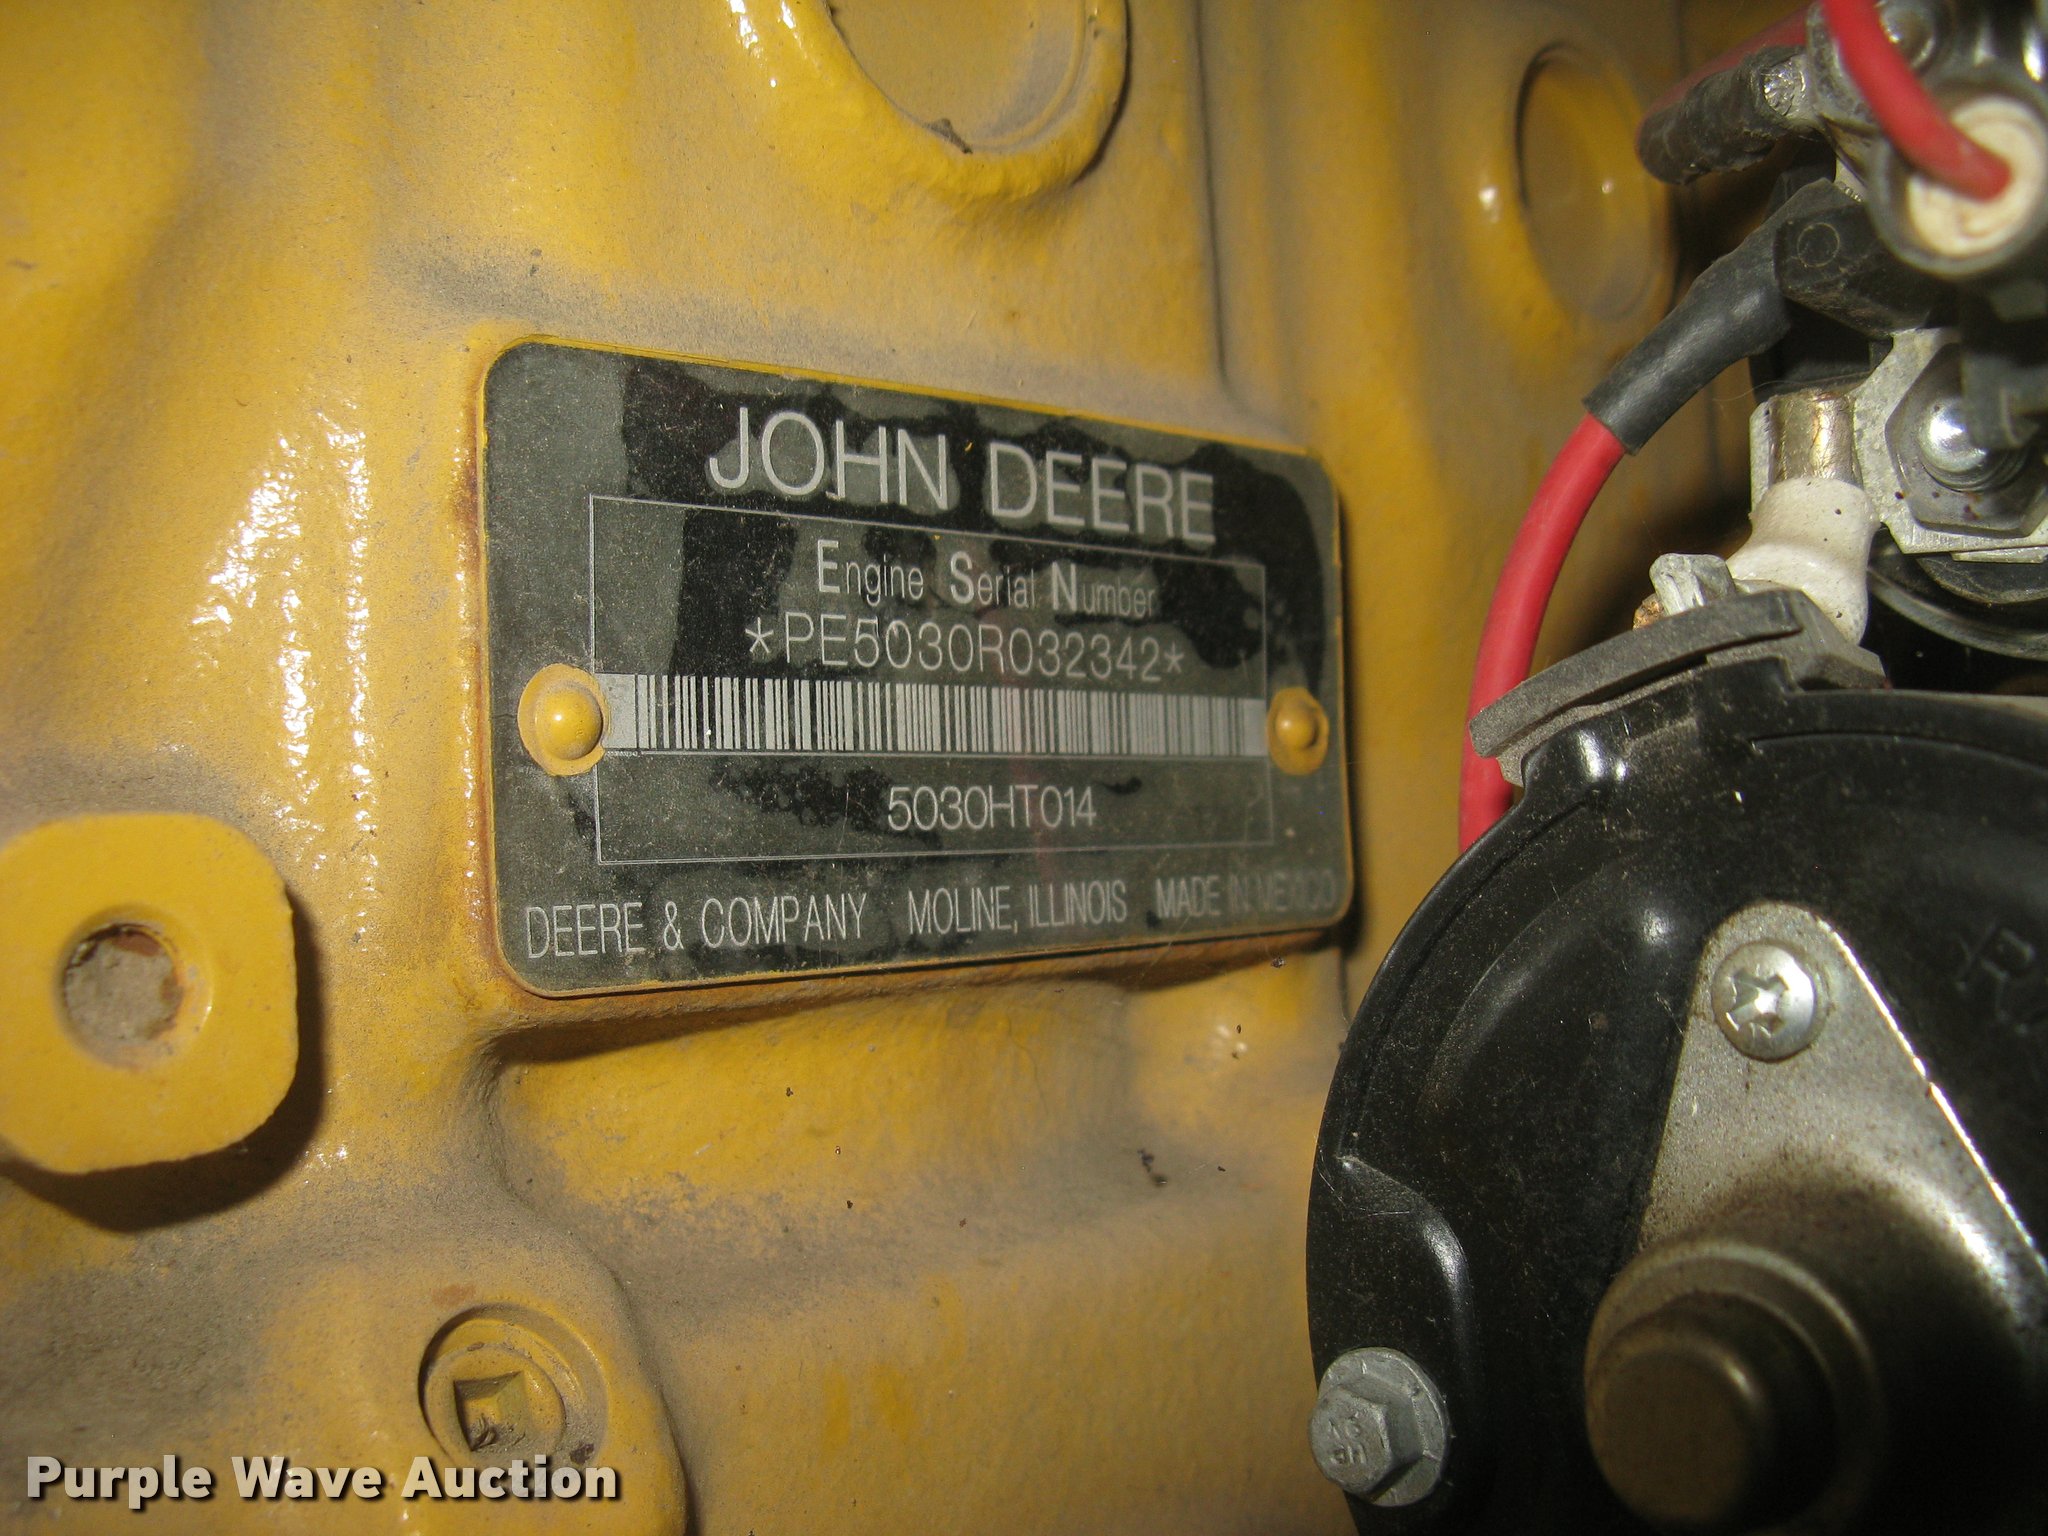 JOHN DEERE
Engine Serial Number
*PE5030R032342*
5030HT014
DEERE & COMPANY MOLINE, ILLINOIS MADE IN MEXICO
Purple Wave Auction